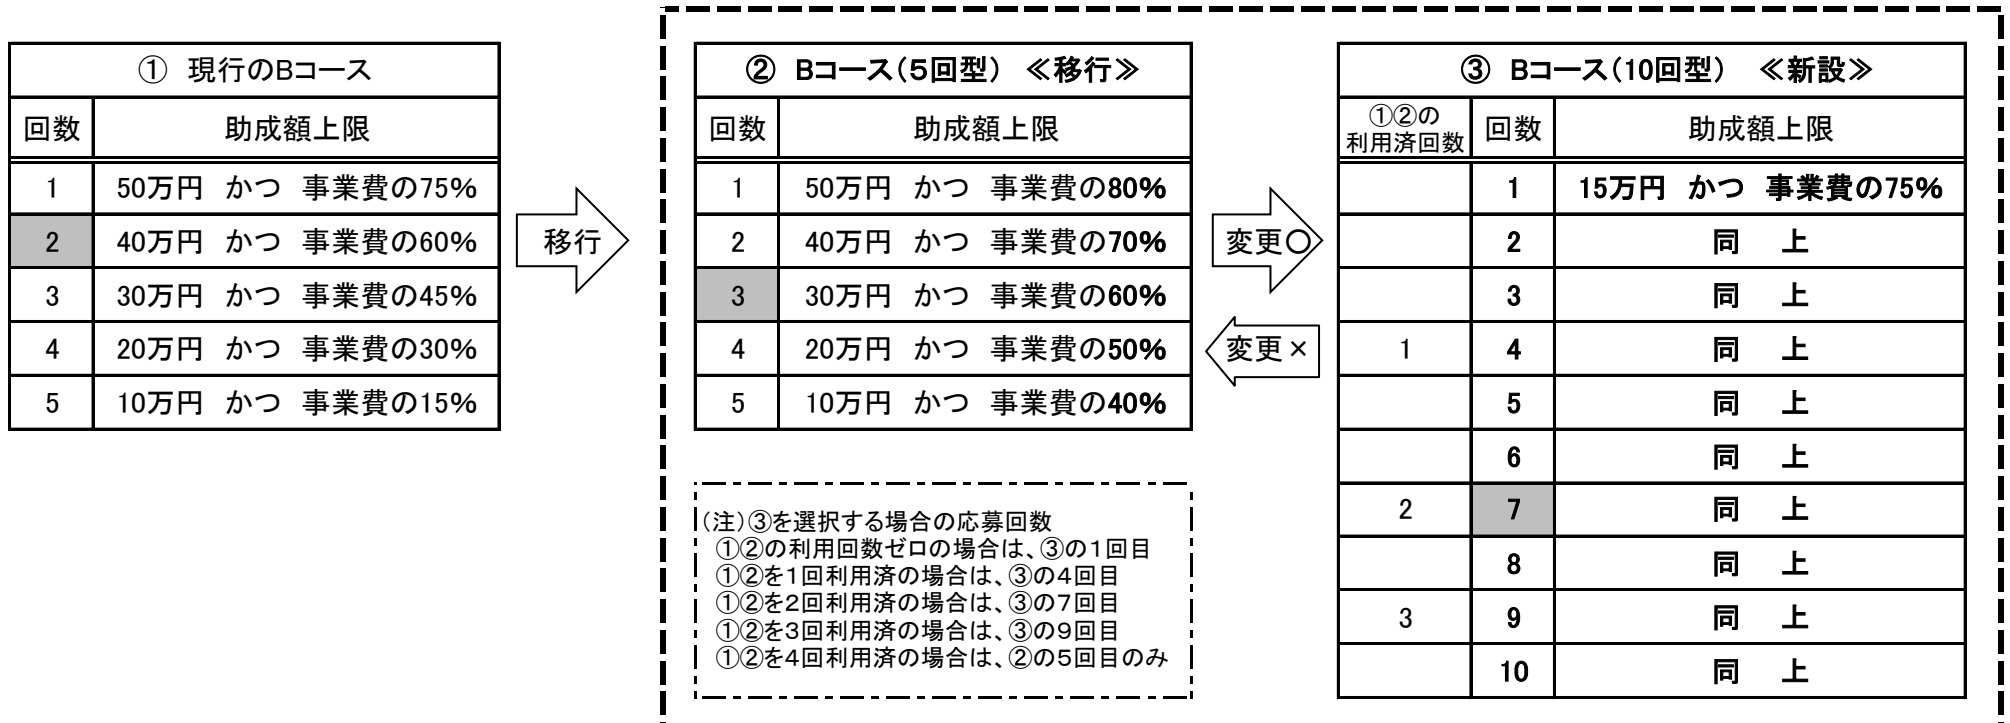 ① 現行のBコース
回数 助成額上限
1 50万円 かつ 事業費の75%
2 40万円 かつ 事業費の60%
3 30万円 かつ 事業費の45%
4 20万円 かつ 事業費の30%
5 10万円 かつ 事業費の15%
移行
② Bコース(5回型) ≪移行≫
回数 助成額上限
1 50万円 かつ 事業費の80%
2 40万円 かつ 事業費の70%
3 30万円 かつ 事業費の60%
4 20万円 かつ 事業費の50%
5 10万円 かつ 事業費の40%
変更○
変更×
(注)③を選択する場合の応募回数
①②の利用回数ゼロの場合は、③の1回目
①②を1回利用済の場合は、③の4回目
①②を2回利用済の場合は、③の7回目
①②を3回利用済の場合は、③の9回目
①②を4回利用済の場合は、②の5回目のみ
③ Bコース(10回型) ≪新設≫
①②の
利用済回数 回数 助成額上限
1 15万円 かつ 事業費の75%
2 同 上
3 同 上
1 4 同 上
5 同 上
6 同 上
2 7 同 上
8 同 上
3 9 同 上
10 同 上